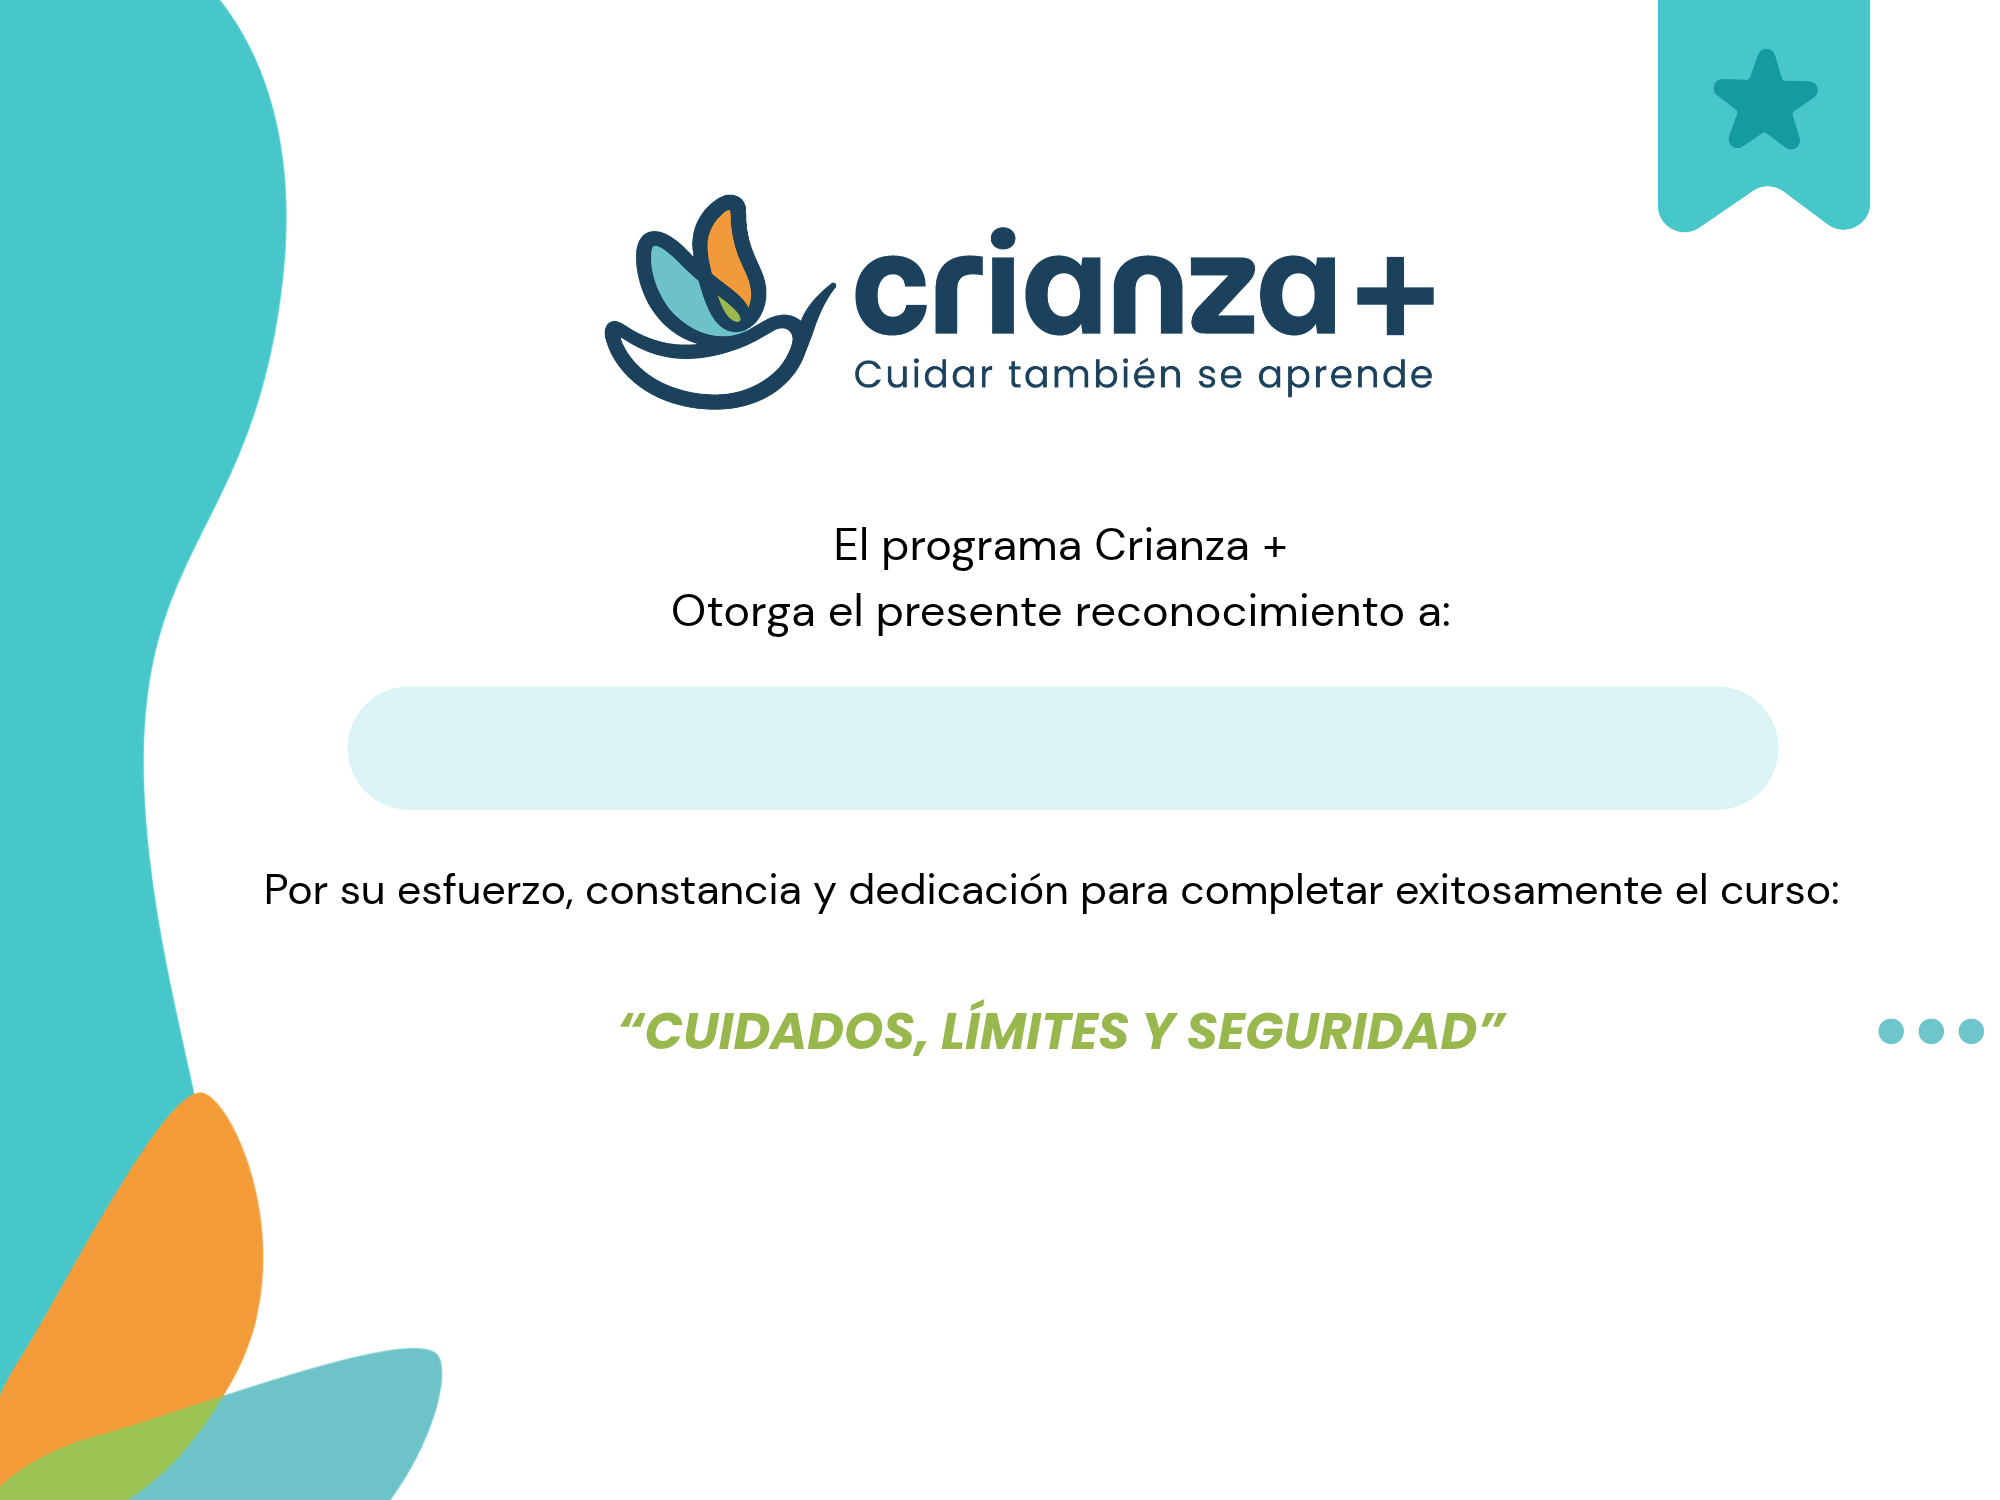 crianza+
Cuidar también se aprende
El programa Crianza +
Otorga el presente reconocimiento a:
Por su esfuerzo, constancia y dedicación para completar exitosamente el curso:
“CUIDADOS, LÍMITES Y SEGURIDAD”